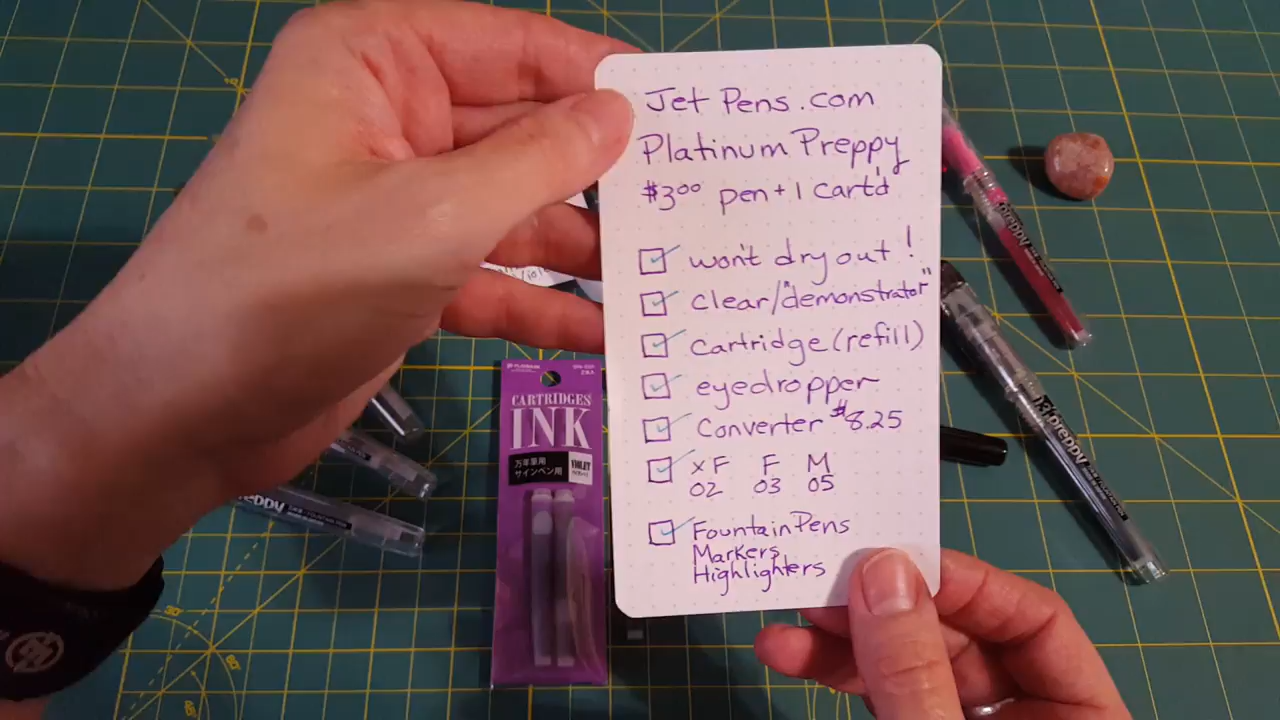 Jet Pens.com
Platinum Preppy
$3.00 pen + 1 cart'd
won't dry out!
clear/"demonstrator"
cartridge (refill)
eyedropper
Converter $8.25
XF F M
02 03 05
Fountain Pens
Markers
Highlighters
PLATINUM
CARTRIDGES
INK
万年筆用
サインペン用
VIOLET
preppy
preppy
preppy